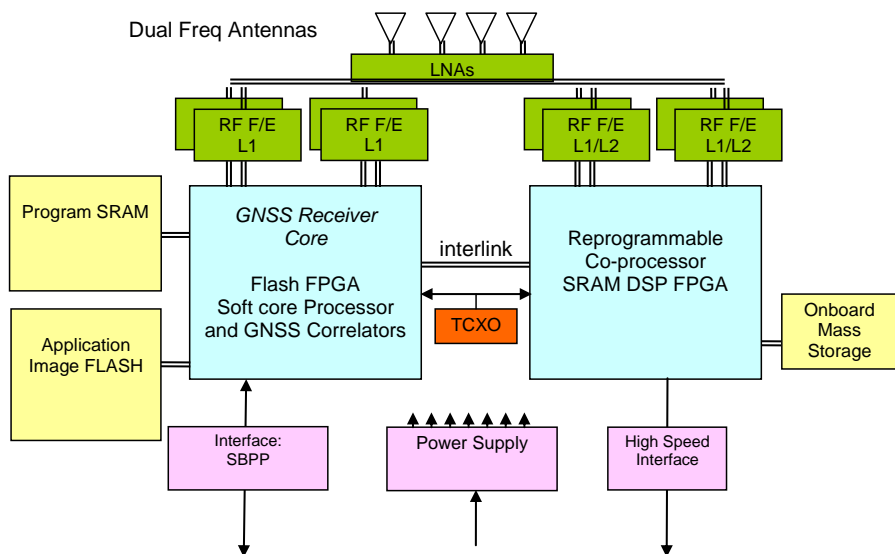 Dual Freq Antennas
LNAs
RF F/E
L1
RF F/E
L1
RF F/E
L1/L2
RF F/E
L1/L2
Program SRAM
GNSS Receiver
Core
Flash FPGA
Soft core Processor
and GNSS Correlators
interlink
TCXO
Reprogrammable
Co-processor
SRAM DSP FPGA
Application
Image FLASH
Onboard
Mass
Storage
Interface:
SBPP
Power Supply
High Speed
Interface